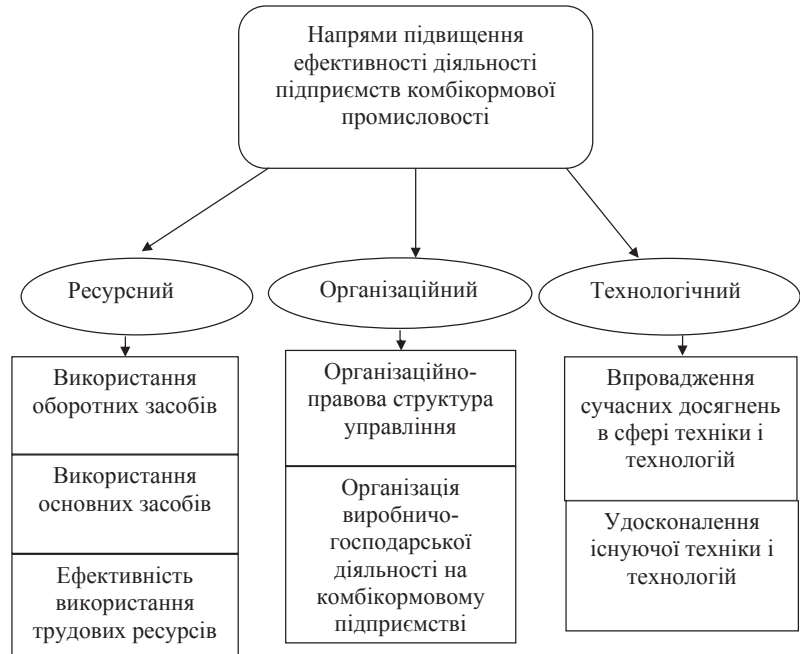 Напрями підвищення
ефективності діяльності
підприємств комбікормової
промисловості
Ресурсний
Організаційний
Технологічний
Використання
оборотних засобів
Використання
основних засобів
Ефективність
використання
трудових ресурсів
Організаційно-
правова структура
управління
Організація
виробничо-
господарської
діяльності на
комбікормовому
підприємстві
Впровадження
сучасних досягнень
в сфері техніки і
технологій
Удосконалення
існуючої техніки і
технологій